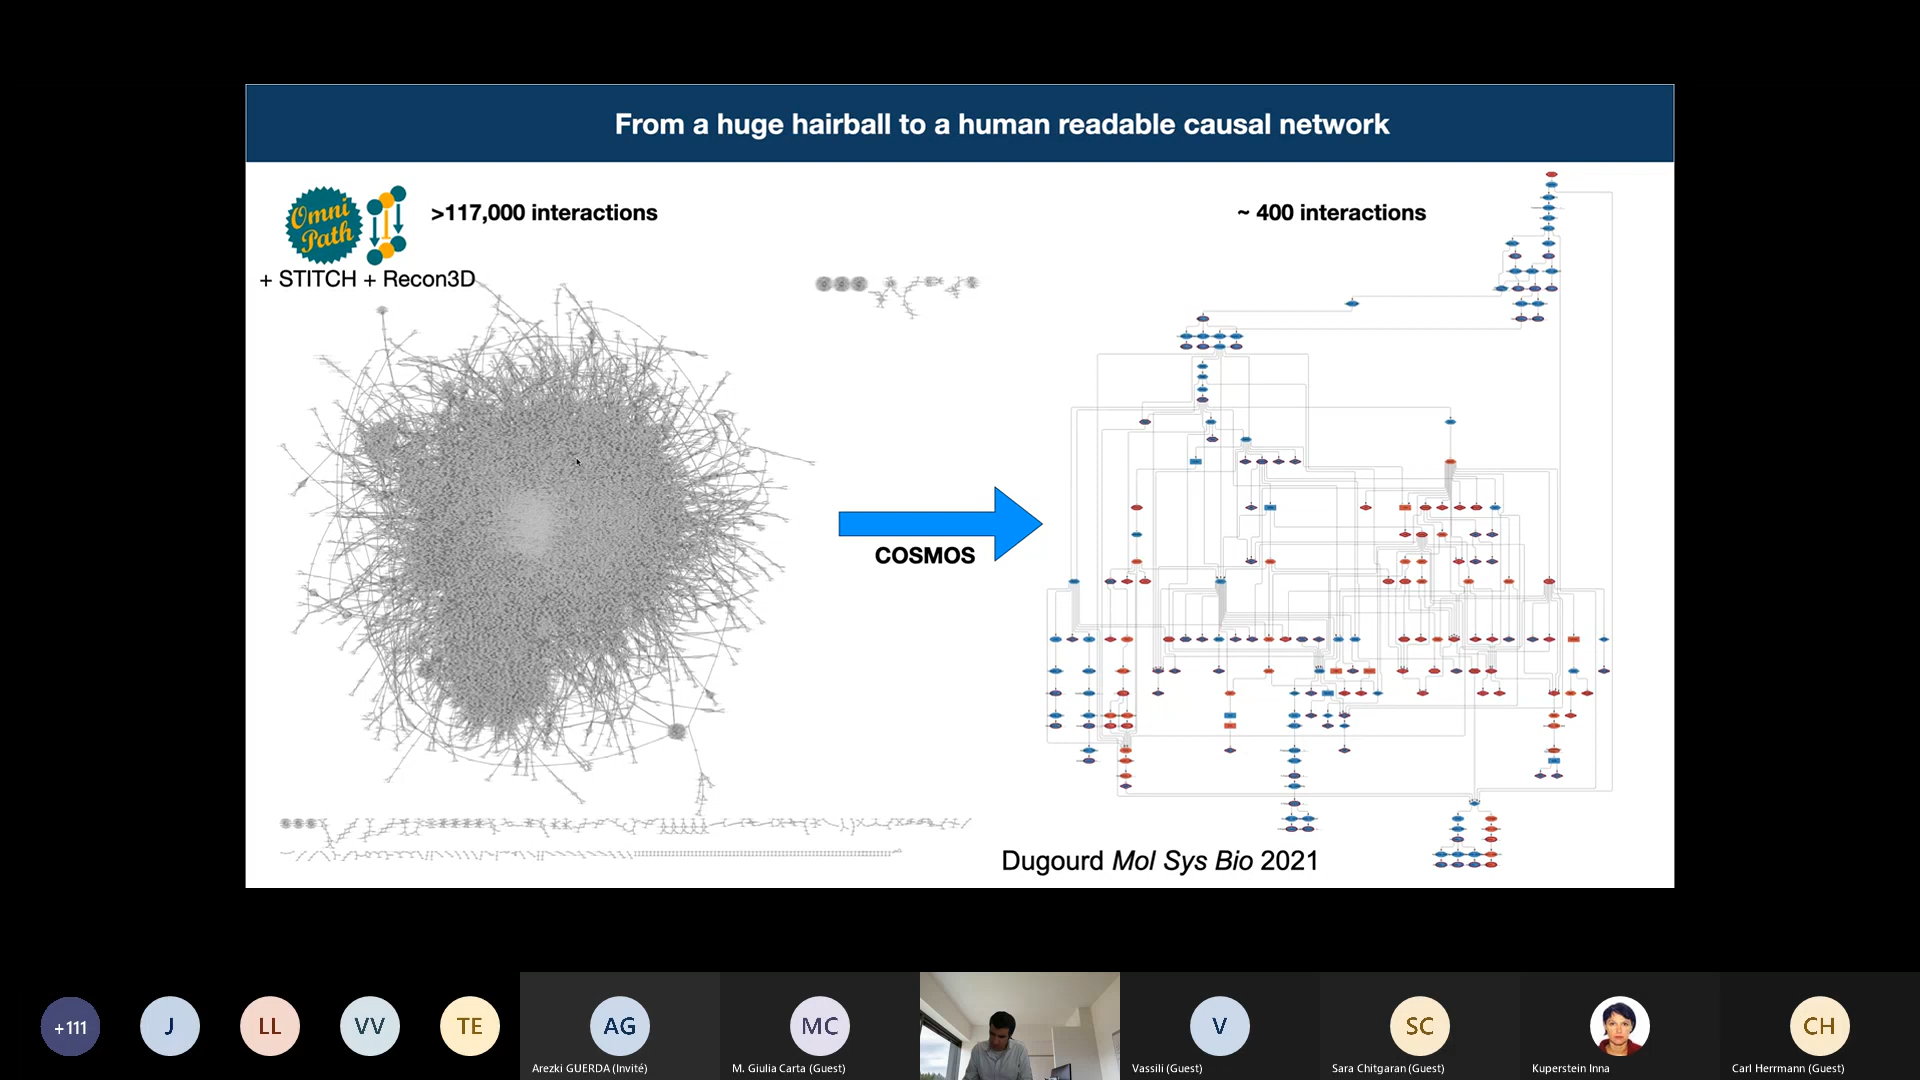 From a huge hairball to a human readable causal network
Omni
Path
>117,000 interactions
~ 400 interactions
+ STITCH + Recon3D
COSMOS
Dugourd Mol Sys Bio 2021
+111
J
LL
VV
TE
AG
MC
V
SC
CH
Arezki GUERDA (Invité)
M. Giulia Carta (Guest)
Vassili (Guest)
Sara Chitgaran (Guest)
Kuperstein Inna
Carl Herrmann (Guest)